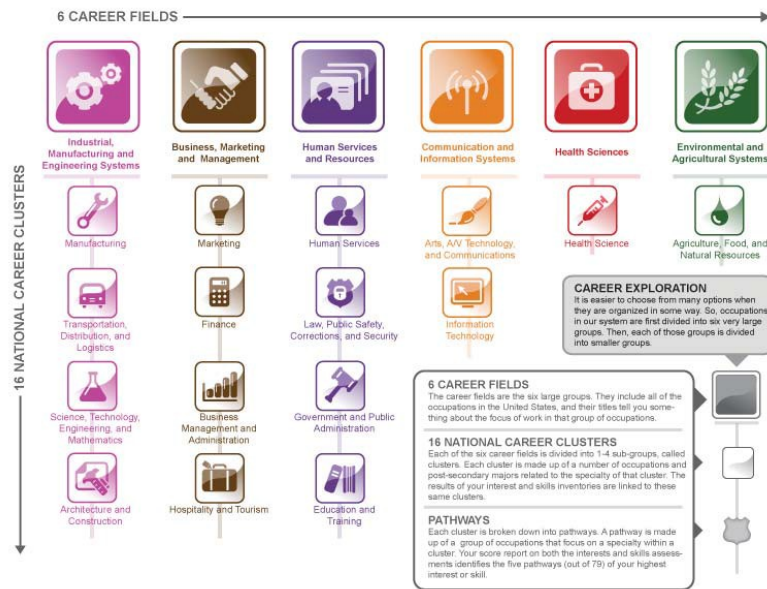 6 CAREER FIELDS
16 NATIONAL CAREER CLUSTERS
Industrial,
Manufacturing and
Engineering Systems
Business, Marketing
and Management
Human Services
and Resources
Communication and
Information Systems
Health Sciences
Environmental and
Agricultural Systems
Manufacturing
Marketing
Human Services
Arts, A/V Technology,
and Communications
Health Science
Agriculture, Food, and
Natural Resources
Transportation,
Distribution, and
Logistics
Finance
Law, Public Safety,
Corrections, and Security
Information
Technology
Science, Technology,
Engineering, and
Mathematics
Business
Management and
Administration
Government and Public
Administration
Architecture and
Construction
Hospitality and Tourism
Education and
Training
CAREER EXPLORATION
It is easier to choose from many options when
they are organized in some way. So, occupations
in our system are first divided into six very large
groups. Then, each of those groups is divided
into smaller groups.
6 CAREER FIELDS
The career fields are the six large groups. They include all of the
occupations in the United States, and their titles tell you some-
thing about the focus of work in that group of occupations.
16 NATIONAL CAREER CLUSTERS
Each of the six career fields is divided into 1-4 sub-groups, called
clusters. Each cluster is made up of a number of occupations and
post-secondary majors related to the specialty of that cluster. The
results of your interest and skills inventories are linked to these
same clusters.
PATHWAYS
Each cluster is broken down into pathways. A pathway is made
up of a group of occupations that focus on a specialty within a
cluster. Your score report on both the interests and skills assess-
ments identifies the five pathways (out of 79) of your highest
interest or skill.